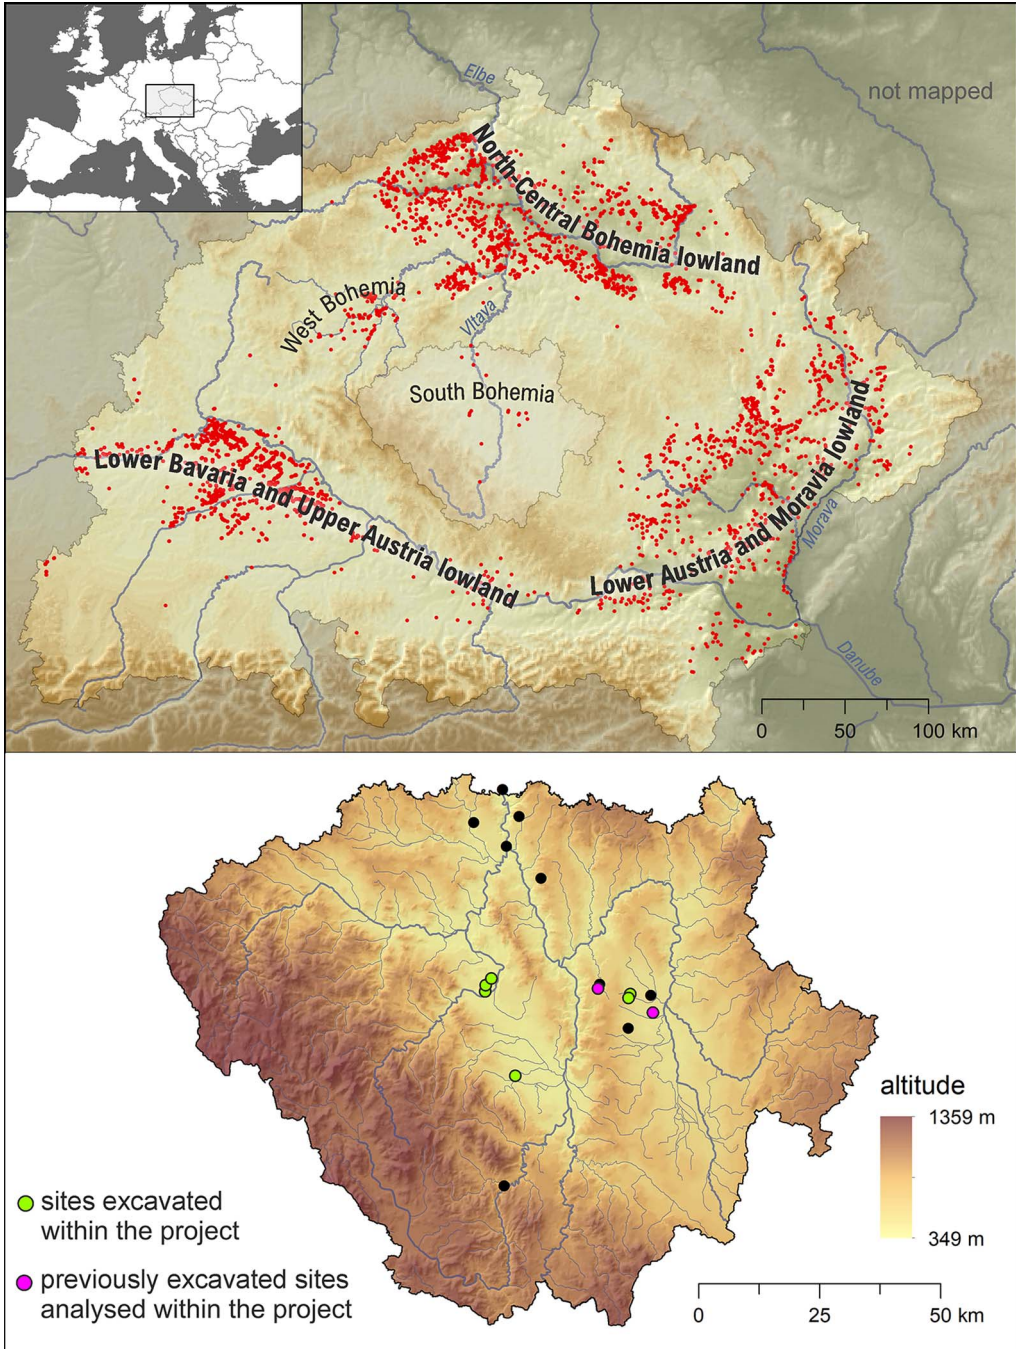 Elbe
not mapped
North-Central Bohemia lowland
West Bohemia
Vltava
South Bohemia
Lower Bavaria and Upper Austria lowland
Lower Austria and Moravia lowland
Morava
Danube
0 50 100 km
altitude
1359 m
349 m
sites excavated
within the project
previously excavated sites
analysed within the project
0 25 50 km